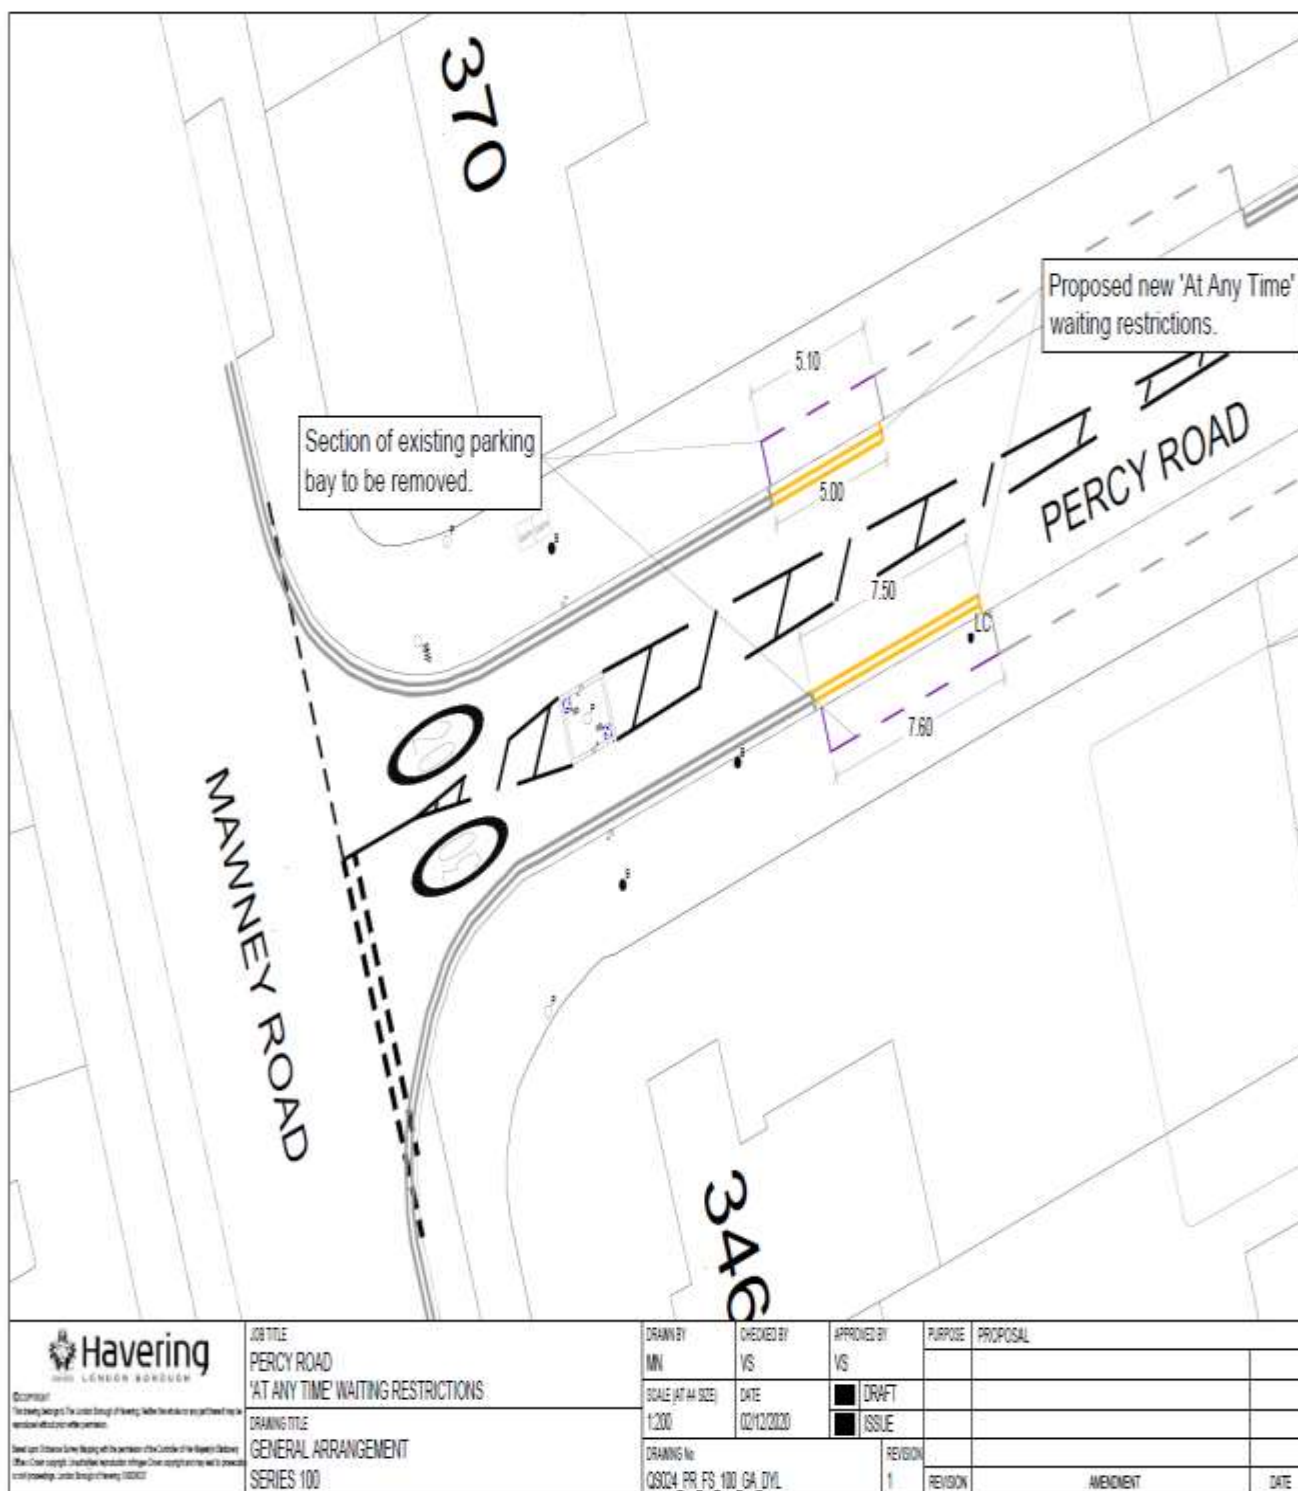 370
Proposed new 'At Any Time'
waiting restrictions.
5.10
Section of existing parking
bay to be removed.
5.00
PERCY ROAD
7.50
LC
7.60
MAWNEY ROAD
346
Havering
LONDON BOROUGH
JOB TITLE
PERCY ROAD
'AT ANY TIME' WAITING RESTRICTIONS
DRAWING TITLE
GENERAL ARRANGEMENT
SERIES 100
DRAWN BY
MN
CHECKED BY
VS
APPROVED BY
VS
SCALE (AT A4 SIZE)
1:200
DATE
02/12/2020
DRAFT
ISSUE
DRAWING No
QS024_PR_FS_100_GA_DYL
REVISION
1
PURPOSE
PROPOSAL
REVISION
AMENDMENT
DATE